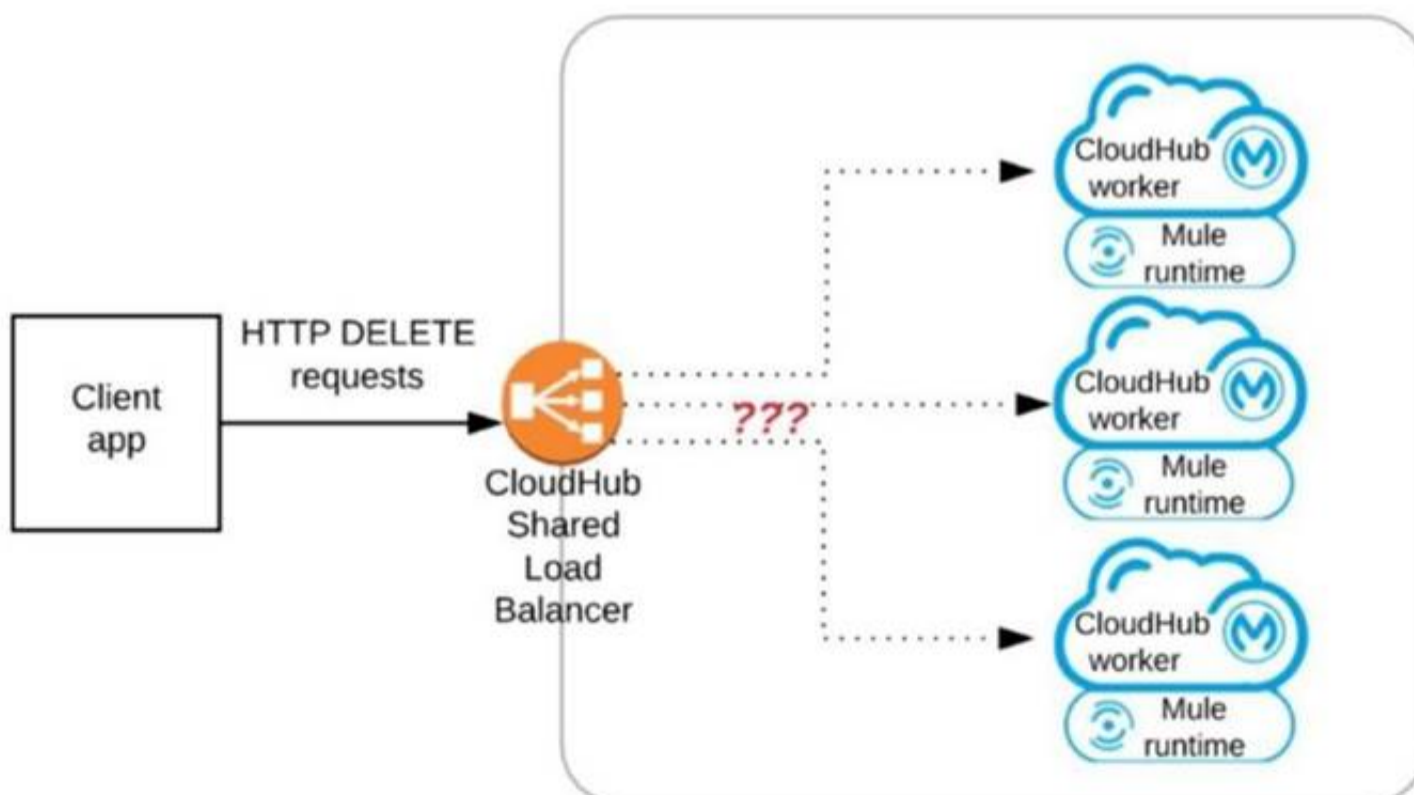 Client
app
HTTP DELETE
requests
CloudHub
Shared
Load
Balancer
???
CloudHub
worker
Mule
runtime
CloudHub
worker
Mule
runtime
CloudHub
worker
Mule
runtime